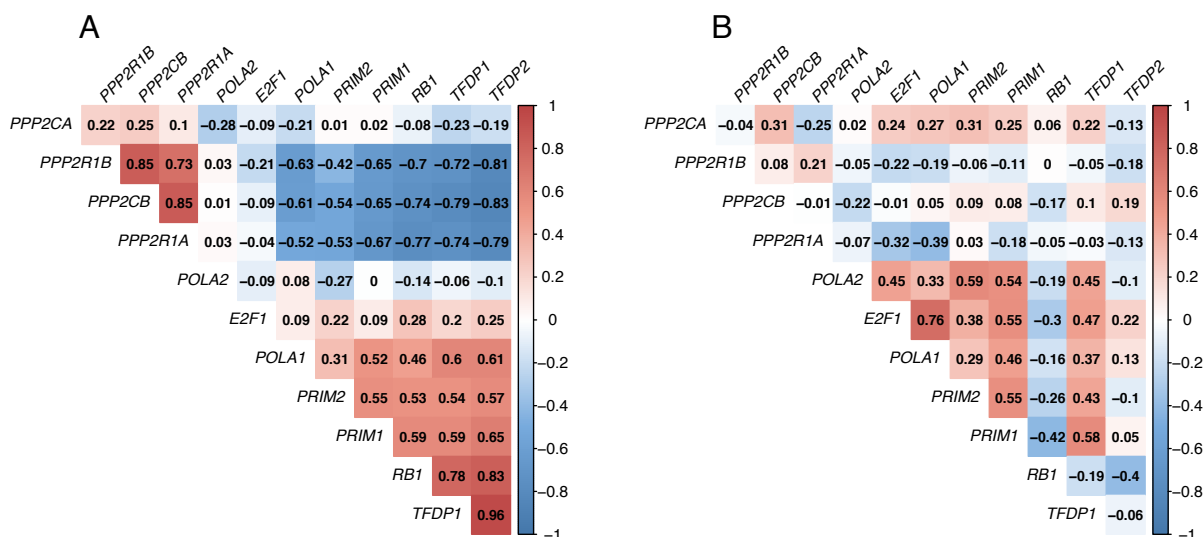 A
PPP2R1B PPP2CB PPP2R1A POLA2 E2F1 POLA1 PRIM2 PRIM1 RB1 TFDP1 TFDP2
PPP2CA 0.22 0.25 0.1 −0.28 −0.09 −0.21 0.01 0.02 −0.08 −0.23 −0.19
PPP2R1B 0.85 0.73 0.03 −0.21 −0.63 −0.42 −0.65 −0.7 −0.72 −0.81
PPP2CB 0.85 0.01 −0.09 −0.61 −0.54 −0.65 −0.74 −0.79 −0.83
PPP2R1A 0.03 −0.04 −0.52 −0.53 −0.67 −0.77 −0.74 −0.79
POLA2 −0.09 0.08 −0.27 0 −0.14 −0.06 −0.1
E2F1 0.09 0.22 0.09 0.28 0.2 0.25
POLA1 0.31 0.52 0.46 0.6 0.61
PRIM2 0.55 0.53 0.54 0.57
PRIM1 0.59 0.59 0.65
RB1 0.78 0.83
TFDP1 0.96
1
0.8
0.6
0.4
0.2
0
−0.2
−0.4
−0.6
−0.8
−1
B
PPP2R1B PPP2CB PPP2R1A POLA2 E2F1 POLA1 PRIM2 PRIM1 RB1 TFDP1 TFDP2
PPP2CA −0.04 0.31 −0.25 0.02 0.24 0.27 0.31 0.25 0.06 0.22 −0.13
PPP2R1B 0.08 0.21 −0.05 −0.22 −0.19 −0.06 −0.11 0 −0.05 −0.18
PPP2CB −0.01 −0.22 −0.01 0.05 0.09 0.08 −0.17 0.1 0.19
PPP2R1A −0.07 −0.32 −0.39 0.03 −0.18 −0.05 −0.03 −0.13
POLA2 0.45 0.33 0.59 0.54 −0.19 0.45 −0.1
E2F1 0.76 0.38 0.55 −0.3 0.47 0.22
POLA1 0.29 0.46 −0.16 0.37 0.13
PRIM2 0.55 −0.26 0.43 −0.1
PRIM1 −0.42 0.58 0.05
RB1 −0.19 −0.4
TFDP1 −0.06
1
0.8
0.6
0.4
0.2
0
−0.2
−0.4
−0.6
−0.8
−1